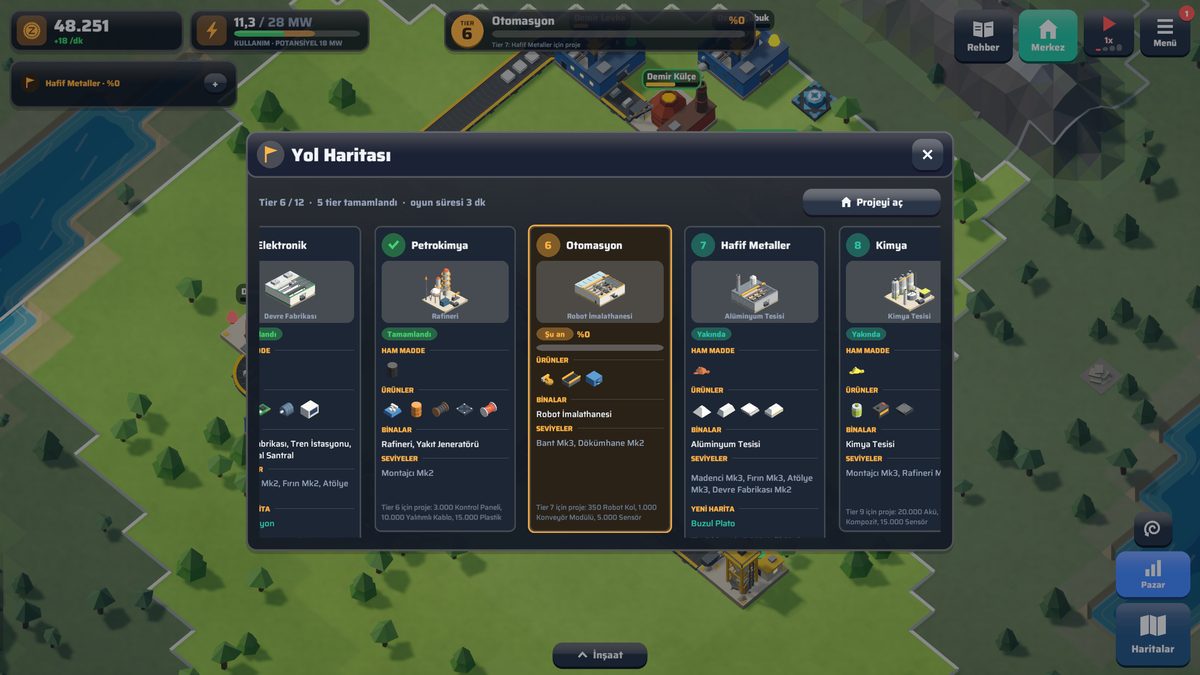 48.251
+18 /dk
11,3 / 28 MW
KULLANIM · POTANSİYEL 18 MW
TIER
6
Otomasyon
%0
Tier 7: Hafif Metaller için proje
Demir Levha
Rehber
Merkez
1x
1
Menü
Hafif Metaller · %0
+
Demir Külçe
Yol Haritası
Tier 6 / 12 · 5 tier tamamlandı · oyun süresi 3 dk
Projeyi aç
Elektronik
Devre Fabrikası
HAM MADDE
Petrokimya
Rafineri
Tamamlandı
HAM MADDE
ÜRÜNLER
BİNALAR
Rafineri, Yakıt Jeneratörü
SEVİYELER
Montajcı Mk2
Tier 6 için proje: 3.000 Kontrol Paneli,
10.000 Yalıtımlı Kablo, 15.000 Plastik
6
Otomasyon
Robot İmalathanesi
Şu an
%0
ÜRÜNLER
BİNALAR
Robot İmalathanesi
SEVİYELER
Bant Mk3, Dökümhane Mk2
Tier 7 için proje: 350 Robot Kol, 1.000
Konveyör Modülü, 5.000 Sensör
7
Hafif Metaller
Alüminyum Tesisi
Yakında
ÜRÜNLER
BİNALAR
Alüminyum Tesisi
SEVİYELER
Madenci Mk3, Fırın Mk3, Atölye
Mk3, Devre Fabrikası Mk2
YENİ HARİTA
Buzul Plato
8
Kimya
Kimya Tesisi
Yakında
HAM MADDE
ÜRÜNLER
BİNALAR
Kimya Tesisi
SEVİYELER
Montajcı Mk3, Rafineri M
Tier 9 için proje: 20.000 Akü,
Kompozit, 15.000 Sensör
abrikası, Tren İstasyonu,
al Santral
Mk2, Fırın Mk2, Atölye
İnşaat
Pazar
Haritalar